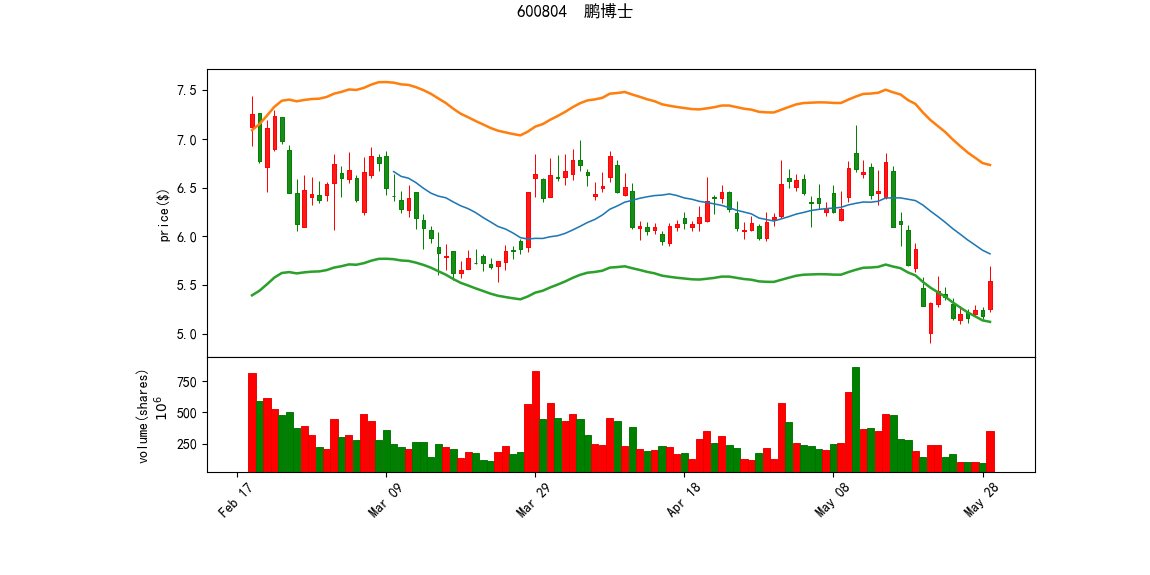 600804 鹏博士
7.5
7.0
6.5
6.0
5.5
5.0
price($)
750
500
250
volume(shares)
10^6
Feb 17
Mar 09
Mar 29
Apr 18
May 08
May 28